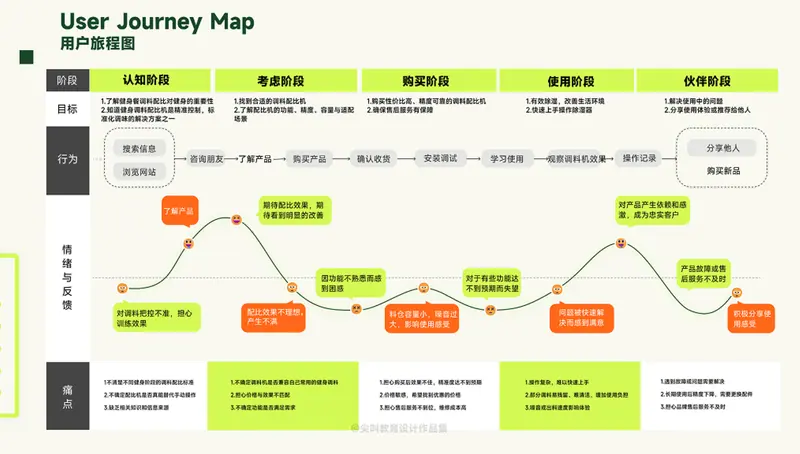 User Journey Map
用户旅程图
阶段
认知阶段
考虑阶段
购买阶段
使用阶段
伙伴阶段
目标
1.了解健身餐调料配比对健康的重要性
2.知道健身调料配比机是精准控制，标
准化调味的解决方案之一
1.找到合适的调料配比机
2.了解配比机的功能、精度、容量与适配
场景
1.购买性价比高、精度可靠的调料配比机
2.确保售后服务有保障
1.有效除湿，改善生活环境
2.快速上手操作除湿器
1.解决使用中的问题
2.分享使用体验或推荐给他人
行为
搜索信息
浏览网站
咨询朋友
了解产品
购买产品
确认收货
安装调试
学习使用
观察调料机效果
操作记录
分享他人
购买新品
情绪与反馈
对调料把控不准，担心
训练效果
了解产品
期待配比效果，期
待看到明显的改善
配比效果不理想，
产生不满
因功能不熟悉而感
到困惑
料仓容量小，噪音过
大、影响使用感受
对于有些功能达
不到预期而失望
问题被快速解
决而感到满意
对产品产生依赖和感
激，成为忠实客户
产品故障或售
后服务不及时
积极分享使
用感受
痛点
1不清楚不同健身阶段的调料配比标准
2.不确定配比机是否真能替代手动操作
3.缺乏相关知识和信息来源
1.不确定调料机是否兼容自己常用的健身调料
2.担心价格与效果不匹配
3.不确定功能是否满足需求
1.担心购买后效果不佳，精准度达不到预期
2.价格敏感，希望找到优惠的价格
3.担心售后服务不到位，维修成本高
1.操作复杂、难以快速上手
2.部分调料易残留、难清洁，增加使用负担
3.噪音或出料速度影响体验
1.遇到故障或问题需要解决
2.长期使用后精度下降，需要更换配件
3.担心品牌售后服务不及时